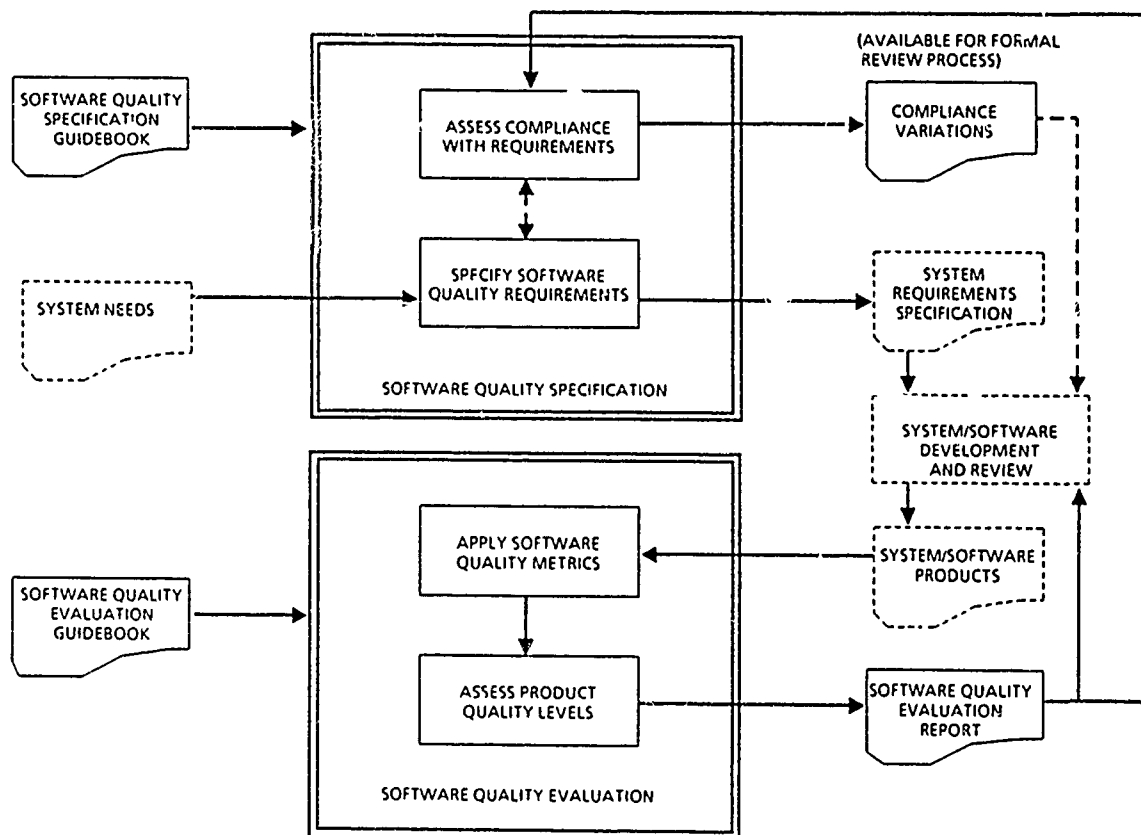 (AVAILABLE FOR FORMAL
REVIEW PROCESS)
SOFTWARE QUALITY
SPECIFICATION
GUIDEBOOK
ASSESS COMPLIANCE
WITH REQUIREMENTS
COMPLIANCE
VARIATIONS
SYSTEM NEEDS
SPECIFY SOFTWARE
QUALITY REQUIREMENTS
SYSTEM
REQUIREMENTS
SPECIFICATION
SOFTWARE QUALITY SPECIFICATION
SYSTEM/SOFTWARE
DEVELOPMENT
AND REVIEW
APPLY SOFTWARE
QUALITY METRICS
SYSTEM/SOFTWARE
PRODUCTS
SOFTWARE QUALITY
EVALUATION
GUIDEBOOK
ASSESS PRODUCT
QUALITY LEVELS
SOFTWARE QUALITY
EVALUATION
REPORT
SOFTWARE QUALITY EVALUATION